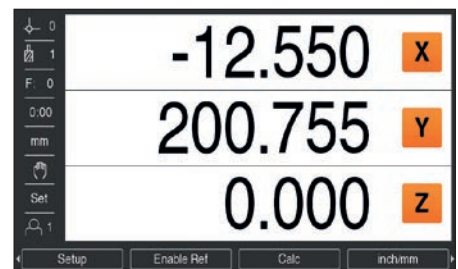 0
1
F: 0
0:00
mm
Set
1
-12.550 X
200.755 Y
0.000 Z
Setup Enable Ref Calc inch/mm